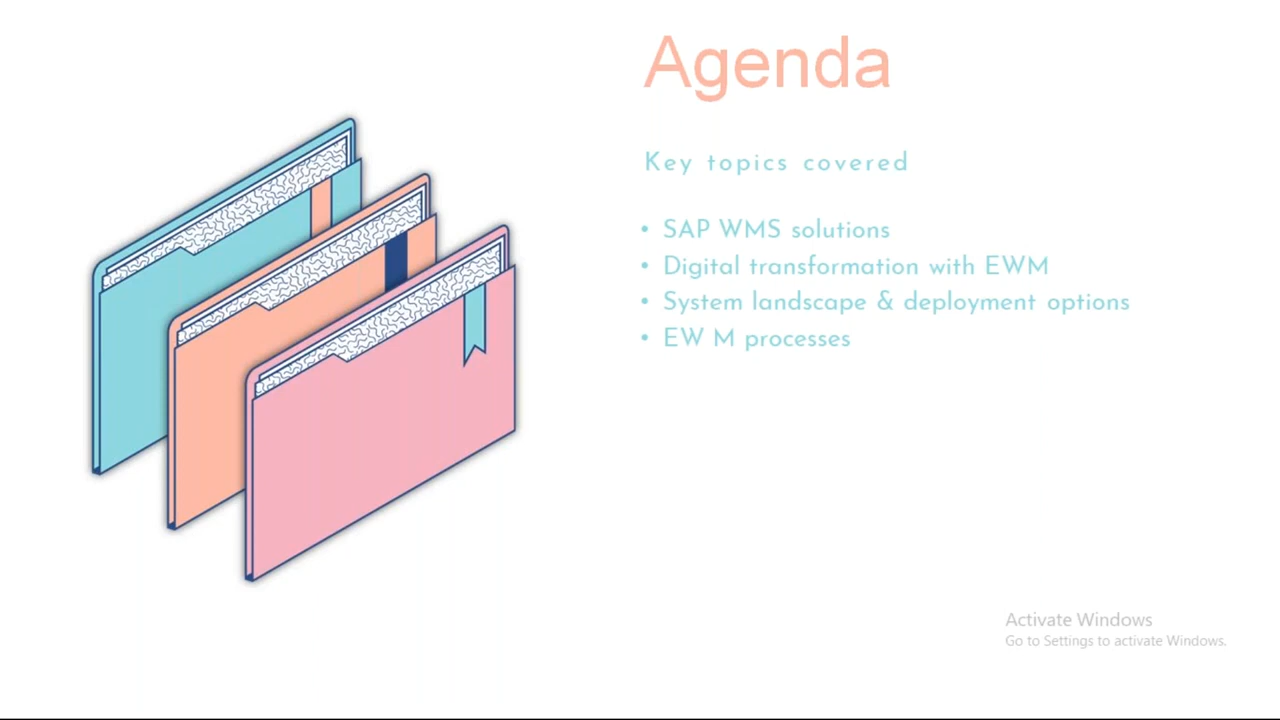 Agenda
Key topics covered
• SAP WMS solutions
• Digital transformation with EWM
• System landscape & deployment options
• EW M processes
Activate Windows
Go to Settings to activate Windows.